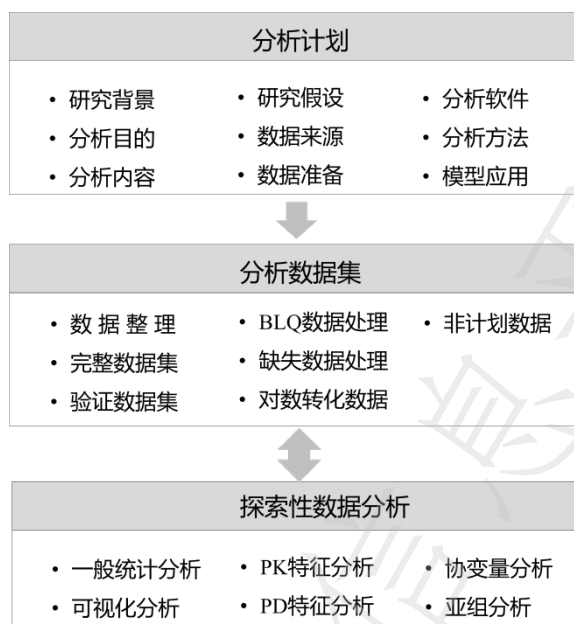 分析计划
• 研究背景 • 研究假设 • 分析软件
• 分析目的 • 数据来源 • 分析方法
• 分析内容 • 数据准备 • 模型应用
分析数据集
• 数据整理 • BLQ数据处理 • 非计划数据
• 完整数据集 • 缺失数据处理
• 验证数据集 • 对数转化数据
探索性数据分析
• 一般统计分析 • PK特征分析 • 协变量分析
• 可视化分析 • PD特征分析 • 亚组分析